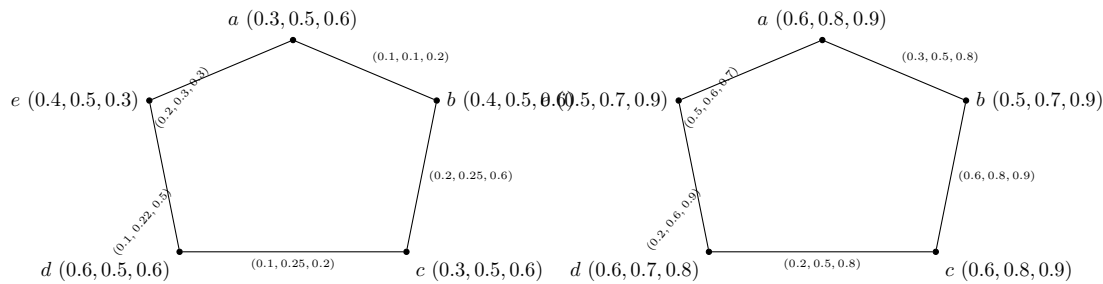 a (0.3, 0.5, 0.6)
(0.1, 0.1, 0.2)
(0.2, 0.3, 0.3)
e (0.4, 0.5, 0.3)
b (0.4, 0.5, 0.6)
(0.2, 0.25, 0.6)
(0.1, 0.22, 0.5)
d (0.6, 0.5, 0.6)
(0.1, 0.25, 0.2)
c (0.3, 0.5, 0.6)
a (0.6, 0.8, 0.9)
(0.3, 0.5, 0.8)
(0.5, 0.6, 0.7)
e (0.5, 0.7, 0.9)
b (0.5, 0.7, 0.9)
(0.6, 0.8, 0.9)
(0.2, 0.6, 0.9)
d (0.6, 0.7, 0.8)
(0.2, 0.5, 0.8)
c (0.6, 0.8, 0.9)